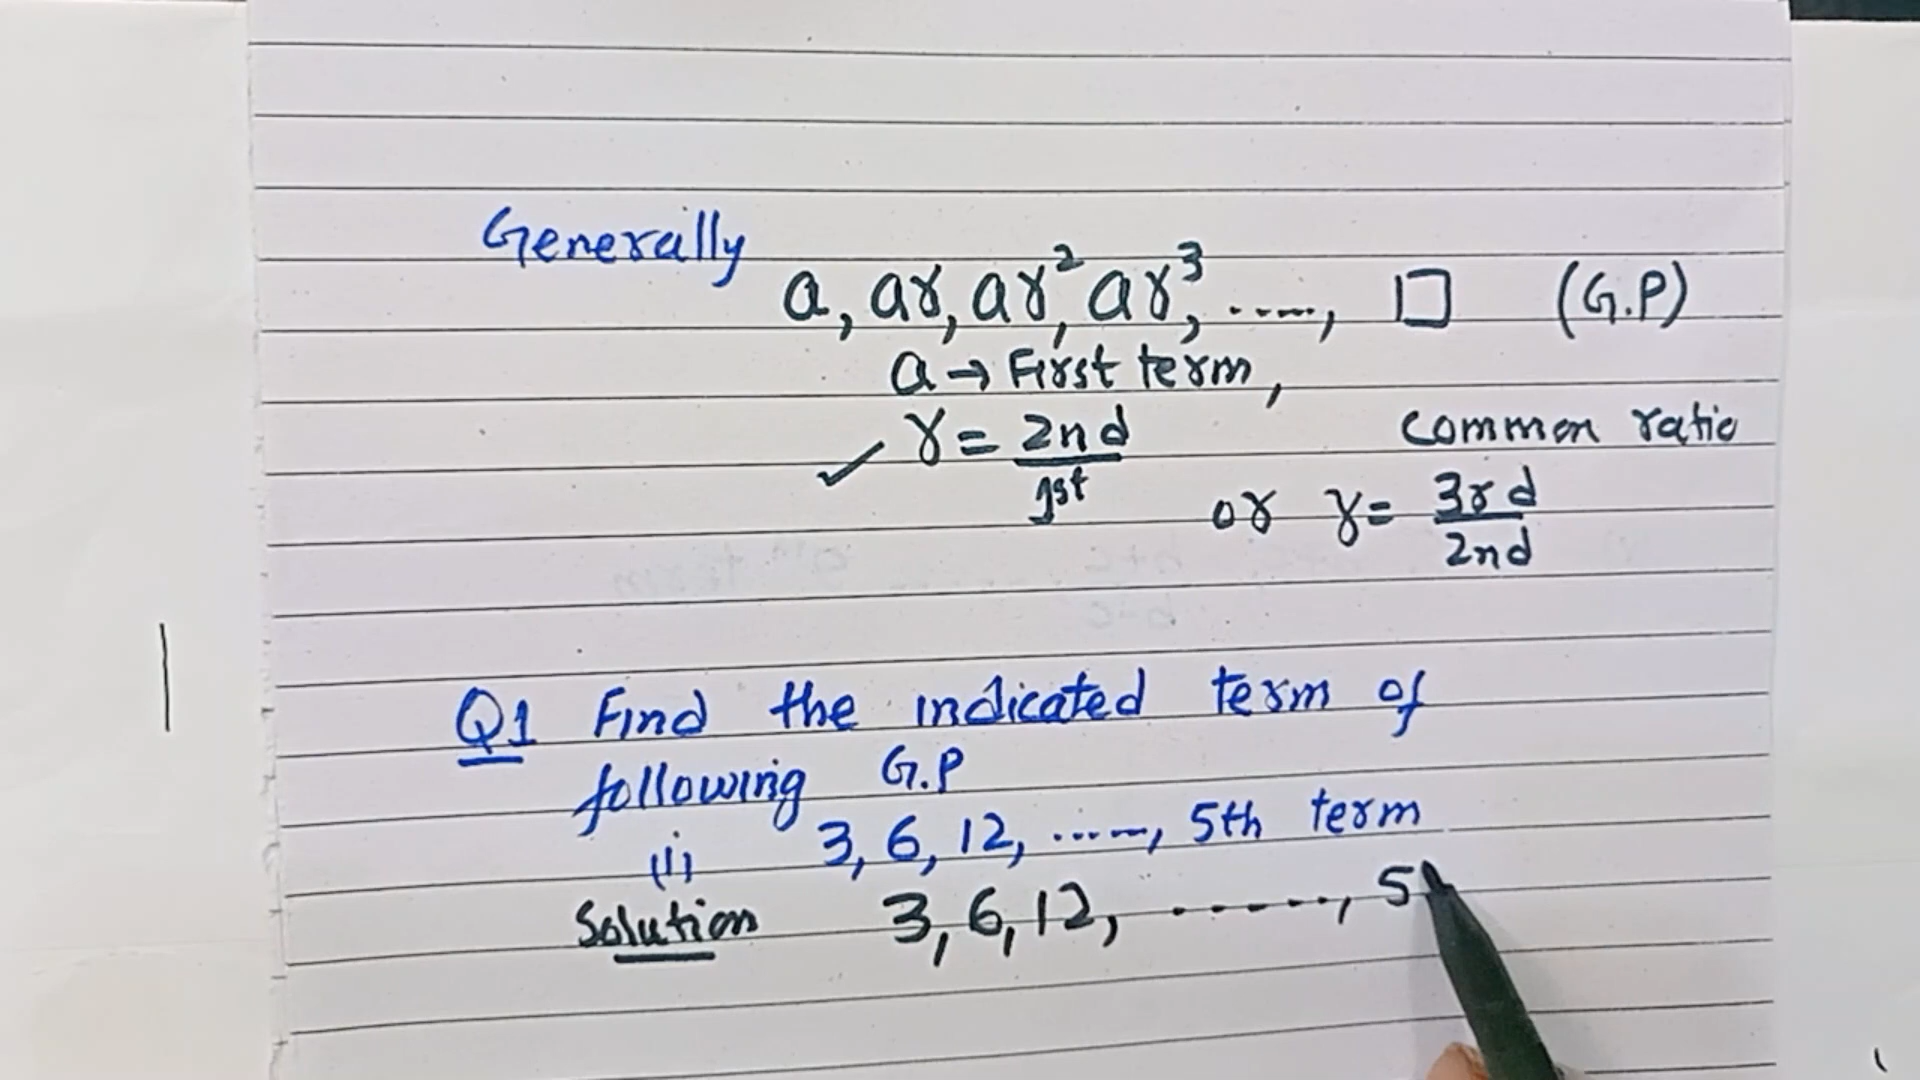 Generally
a, ar, ar², ar³, ....., □ (G.P)
a → First term,
✓ r = 2nd/1st common ratio
or r = 3rd/2nd
Q1 Find the indicated term of
following G.P
(i) 3, 6, 12, ....., 5th term
Solution 3, 6, 12, ......, 5